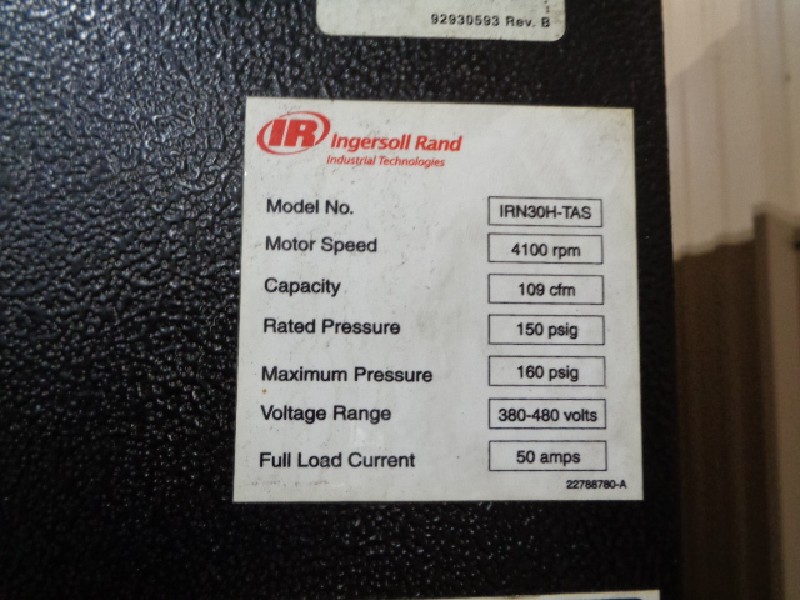 92930593 Rev. B
IR Ingersoll Rand
Industrial Technologies
Model No. IRN30H-TAS
Motor Speed 4100 rpm
Capacity 109 cfm
Rated Pressure 150 psig
Maximum Pressure 160 psig
Voltage Range 380-480 volts
Full Load Current 50 amps
22788780-A